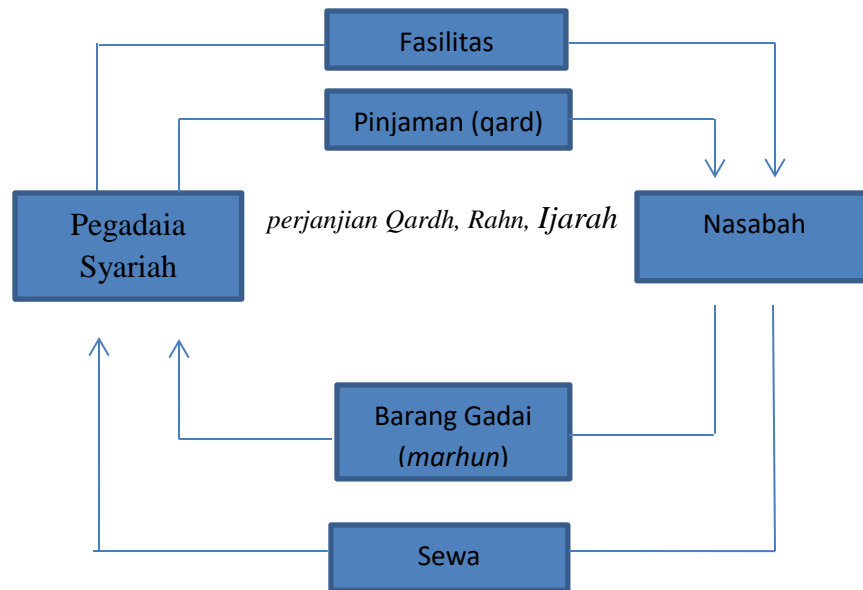 Fasilitas
Pinjaman (qard)
Pegadaia
Syariah
perjanjian Qardh, Rahn, Ijarah
Nasabah
Barang Gadai
(marhun)
Sewa